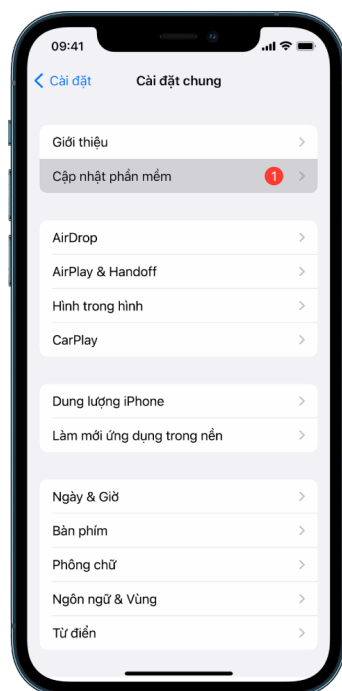 09:41
Cài đặt Cài đặt chung
Giới thiệu
Cập nhật phần mềm 1
AirDrop
AirPlay & Handoff
Hình trong hình
CarPlay
Dung lượng iPhone
Làm mới ứng dụng trong nền
Ngày & Giờ
Bàn phím
Phông chữ
Ngôn ngữ & Vùng
Từ điển